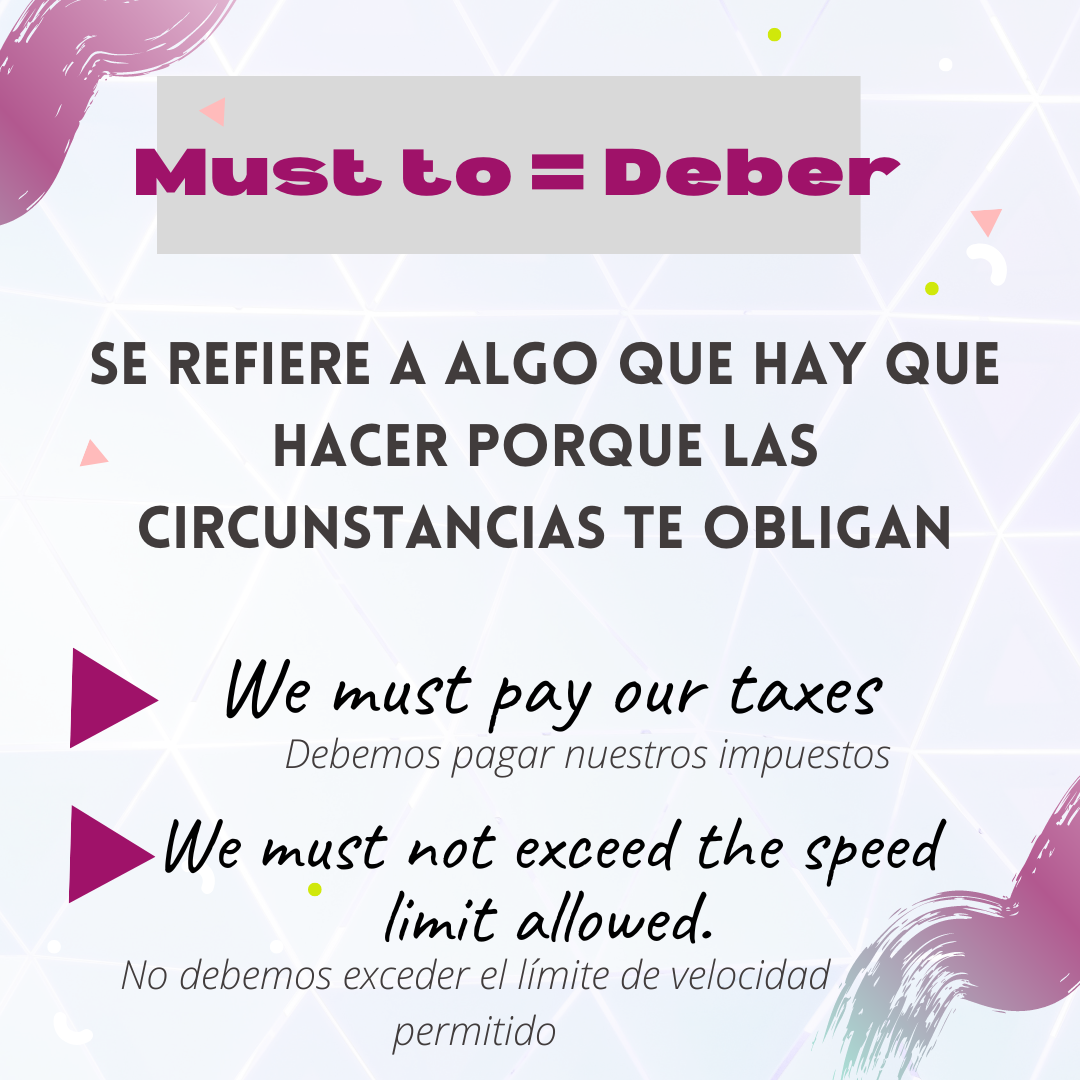 Must to = Deber
SE REFIERE A ALGO QUE HAY QUE
HACER PORQUE LAS
CIRCUNSTANCIAS TE OBLIGAN
We must pay our taxes
Debemos pagar nuestros impuestos
We must not exceed the speed
limit allowed.
No debemos exceder el límite de velocidad
permitido